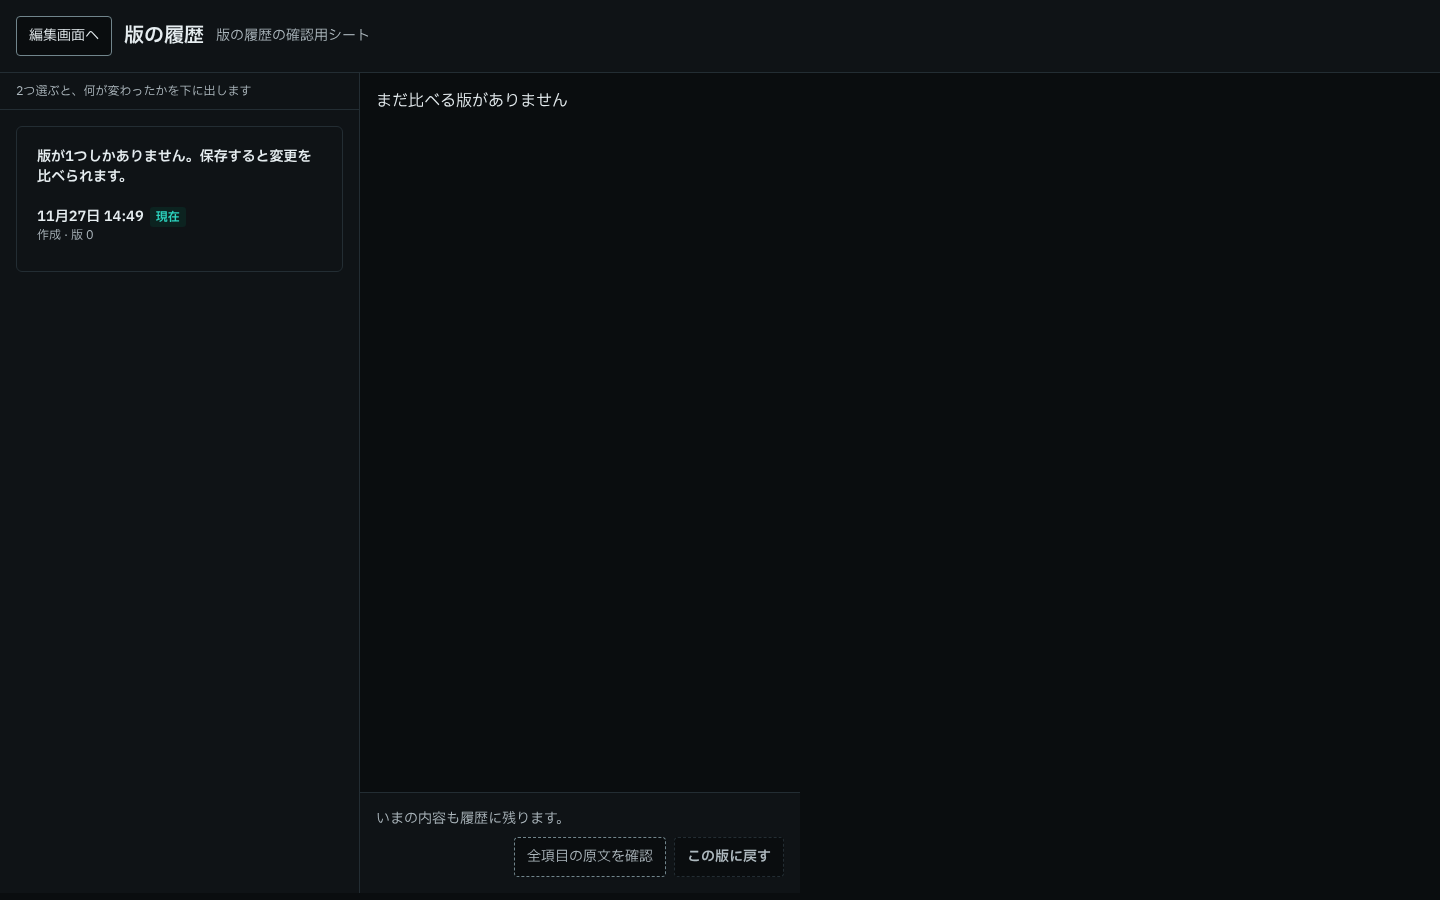 編集画面へ
版の履歴
版の履歴の確認用シート
2つ選ぶと、何が変わったかを下に出します
版が1つしかありません。保存すると変更を
比べられます。
11月27日 14:49 現在
作成 · 版 0
まだ比べる版がありません
いまの内容も履歴に残ります。
全項目の原文を確認
この版に戻す